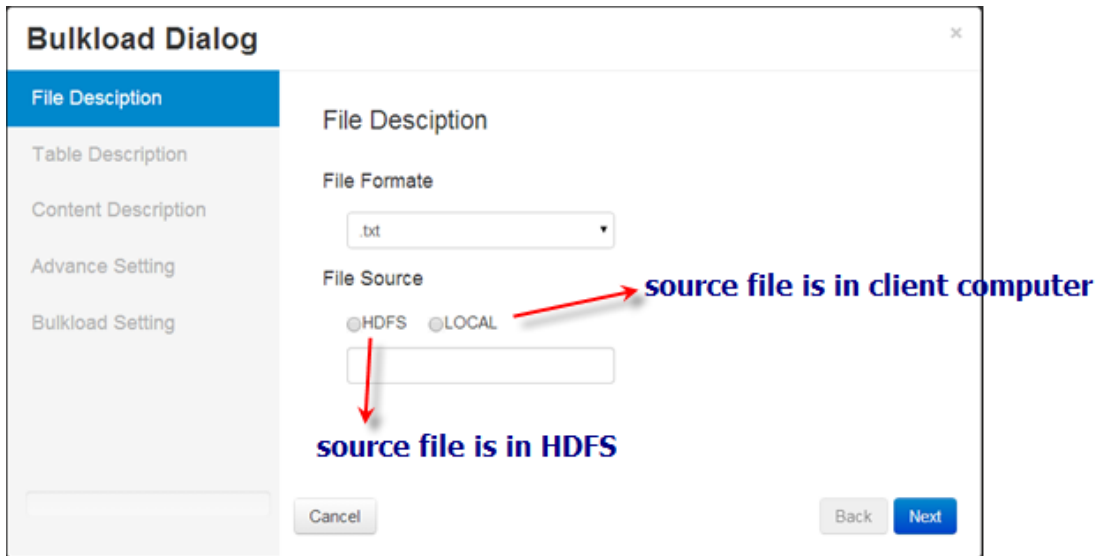 Bulkload Dialog
×
File Desciption
Table Description
Content Description
Advance Setting
Bulkload Setting
File Desciption
File Formate
.txt
File Source
HDFS LOCAL
source file is in client computer
source file is in HDFS
Cancel
Back
Next